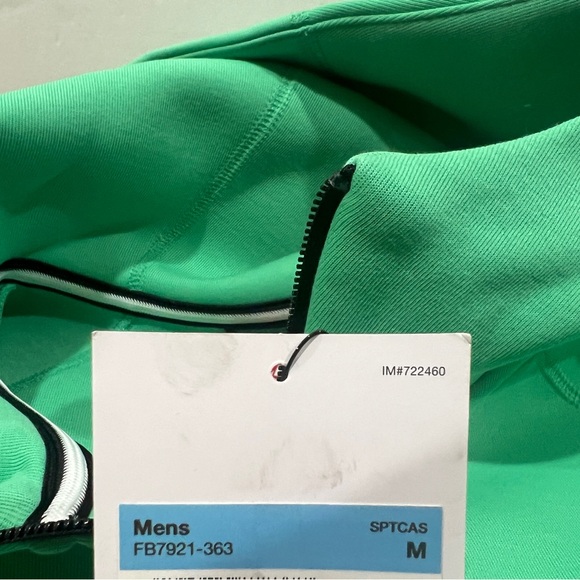 IM#722460
Mens SPTCAS
FB7921-363 M